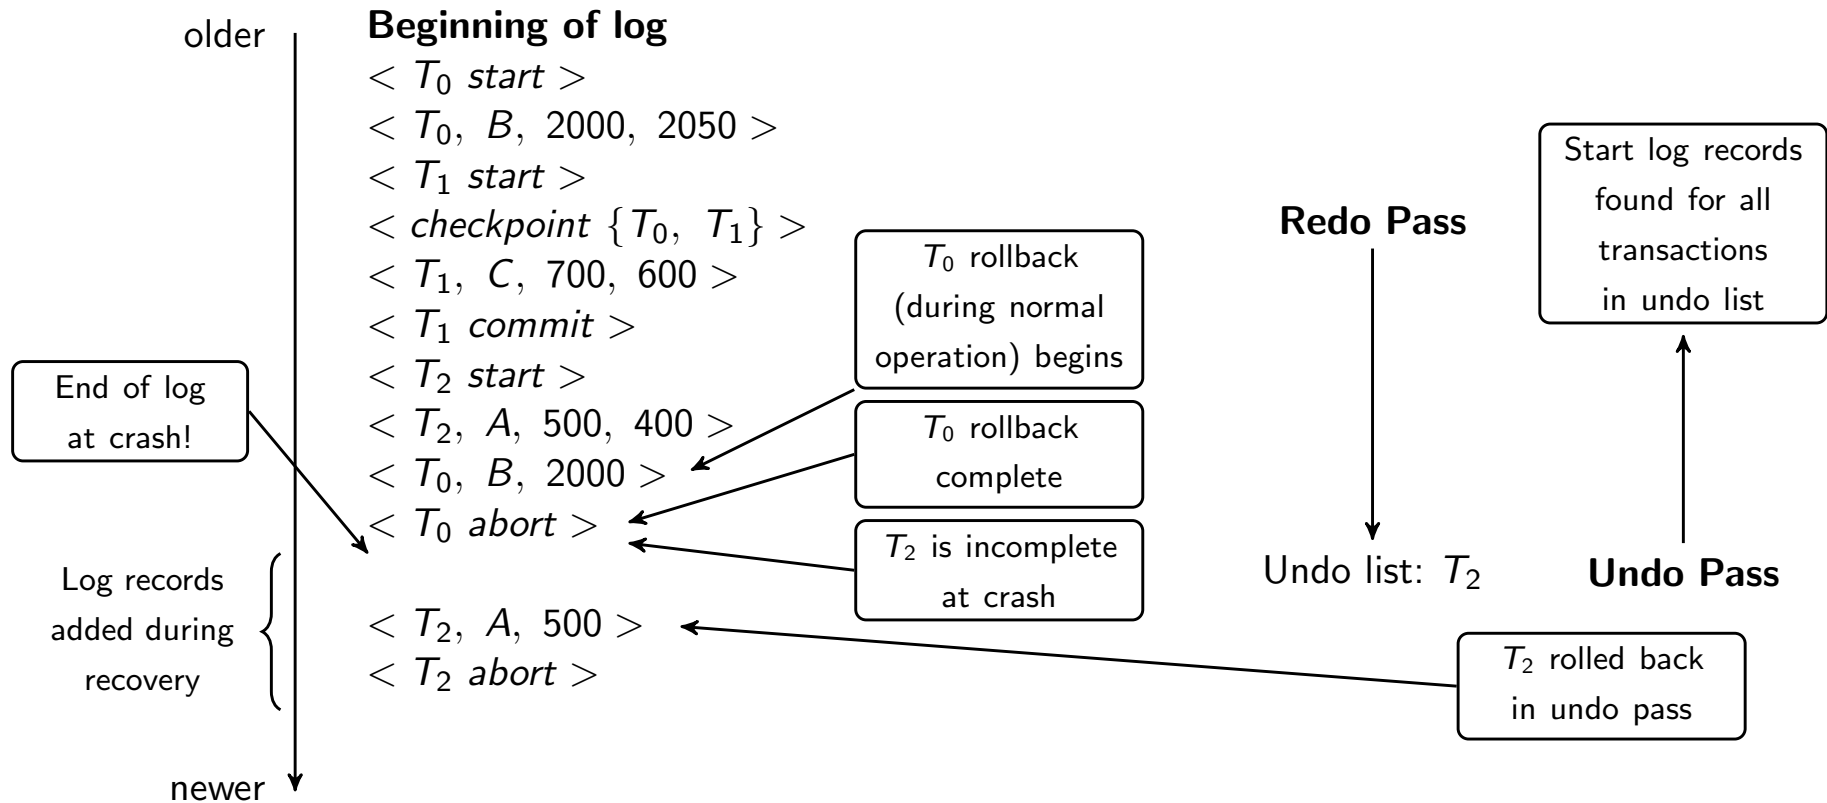 older
Beginning of log
< T₀ start >
< T₀, B, 2000, 2050 >
< T₁ start >
< checkpoint {T₀, T₁} >
< T₁, C, 700, 600 >
< T₁ commit >
< T₂ start >
< T₂, A, 500, 400 >
< T₀, B, 2000 >
< T₀ abort >
< T₂, A, 500 >
< T₂ abort >
newer
End of log
at crash!
Log records
added during
recovery
T₀ rollback
(during normal
operation) begins
T₀ rollback
complete
T₂ is incomplete
at crash
Redo Pass
Undo list: T₂
Start log records
found for all
transactions
in undo list
Undo Pass
T₂ rolled back
in undo pass